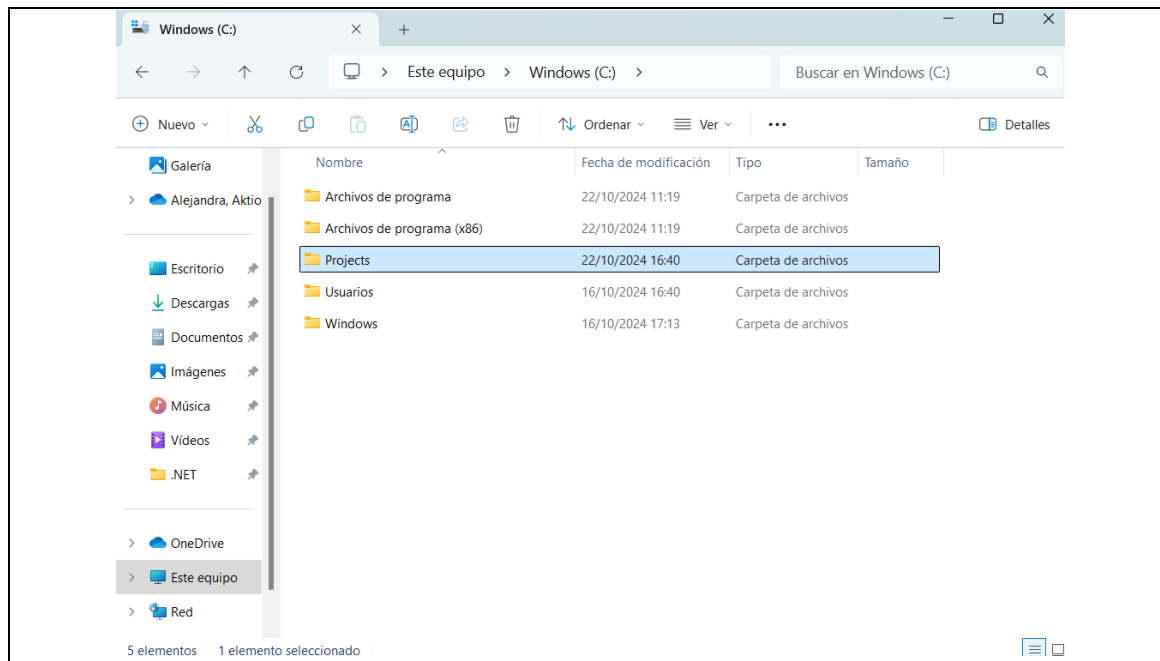 Windows (C:)
Este equipo > Windows (C:) >
Buscar en Windows (C:)
Nuevo
Ordenar
Ver
Detalles
Galería
Alejandra, Aktio
Escritorio
Descargas
Documentos
Imágenes
Música
Vídeos
.NET
OneDrive
Este equipo
Red
Nombre Fecha de modificación Tipo Tamaño
Archivos de programa 22/10/2024 11:19 Carpeta de archivos
Archivos de programa (x86) 22/10/2024 11:19 Carpeta de archivos
Projects 22/10/2024 16:40 Carpeta de archivos
Usuarios 16/10/2024 16:40 Carpeta de archivos
Windows 16/10/2024 17:13 Carpeta de archivos
5 elementos 1 elemento seleccionado